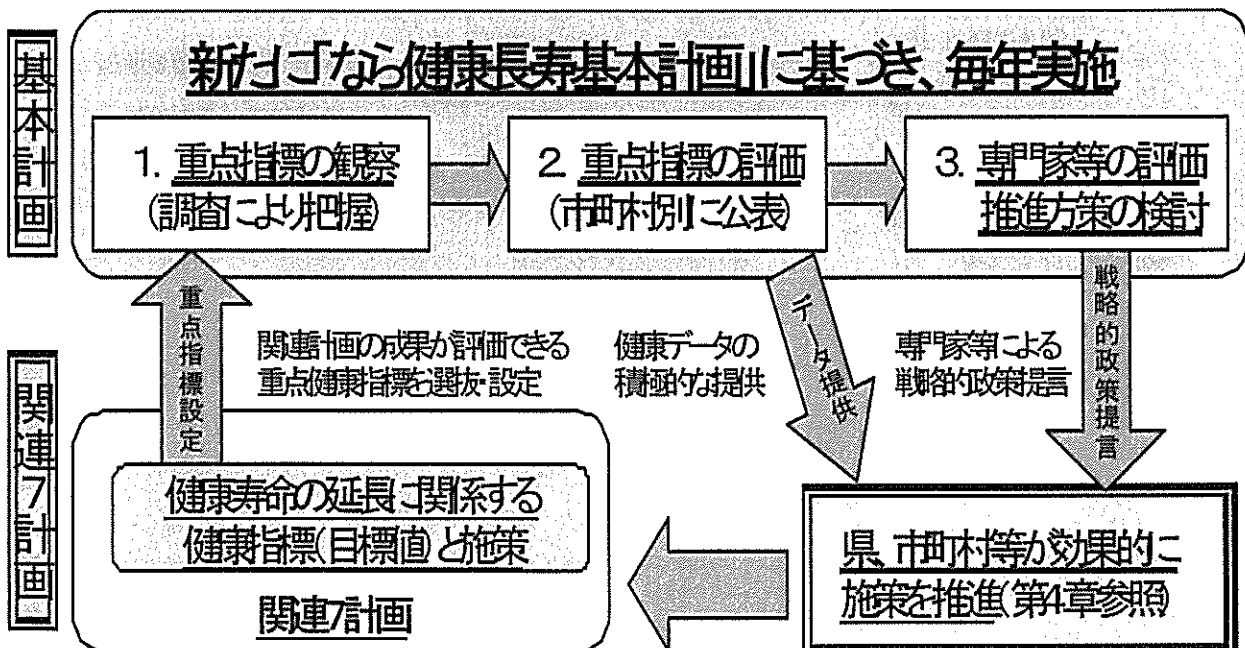 基本計画
新たに「なら健康長寿基本計画」に基づき、毎年実施
1. 重点指標の観察
(調査により把握)
2. 重点指標の評価
(市町村別に公表)
3. 専門家等の評価
推進方策の検討
重点指標設定
関連計画の成果が評価できる
重点健康指標を選抜・設定
健康データの
積極的な提供
データ提供
専門家等による
戦略的政策提言
戦略的政策提言
関連7計画
健康寿命の延長に関係する
健康指標(目標値)と施策
関連7計画
県、市町村等が効果的に
施策を推進(第4章参照)